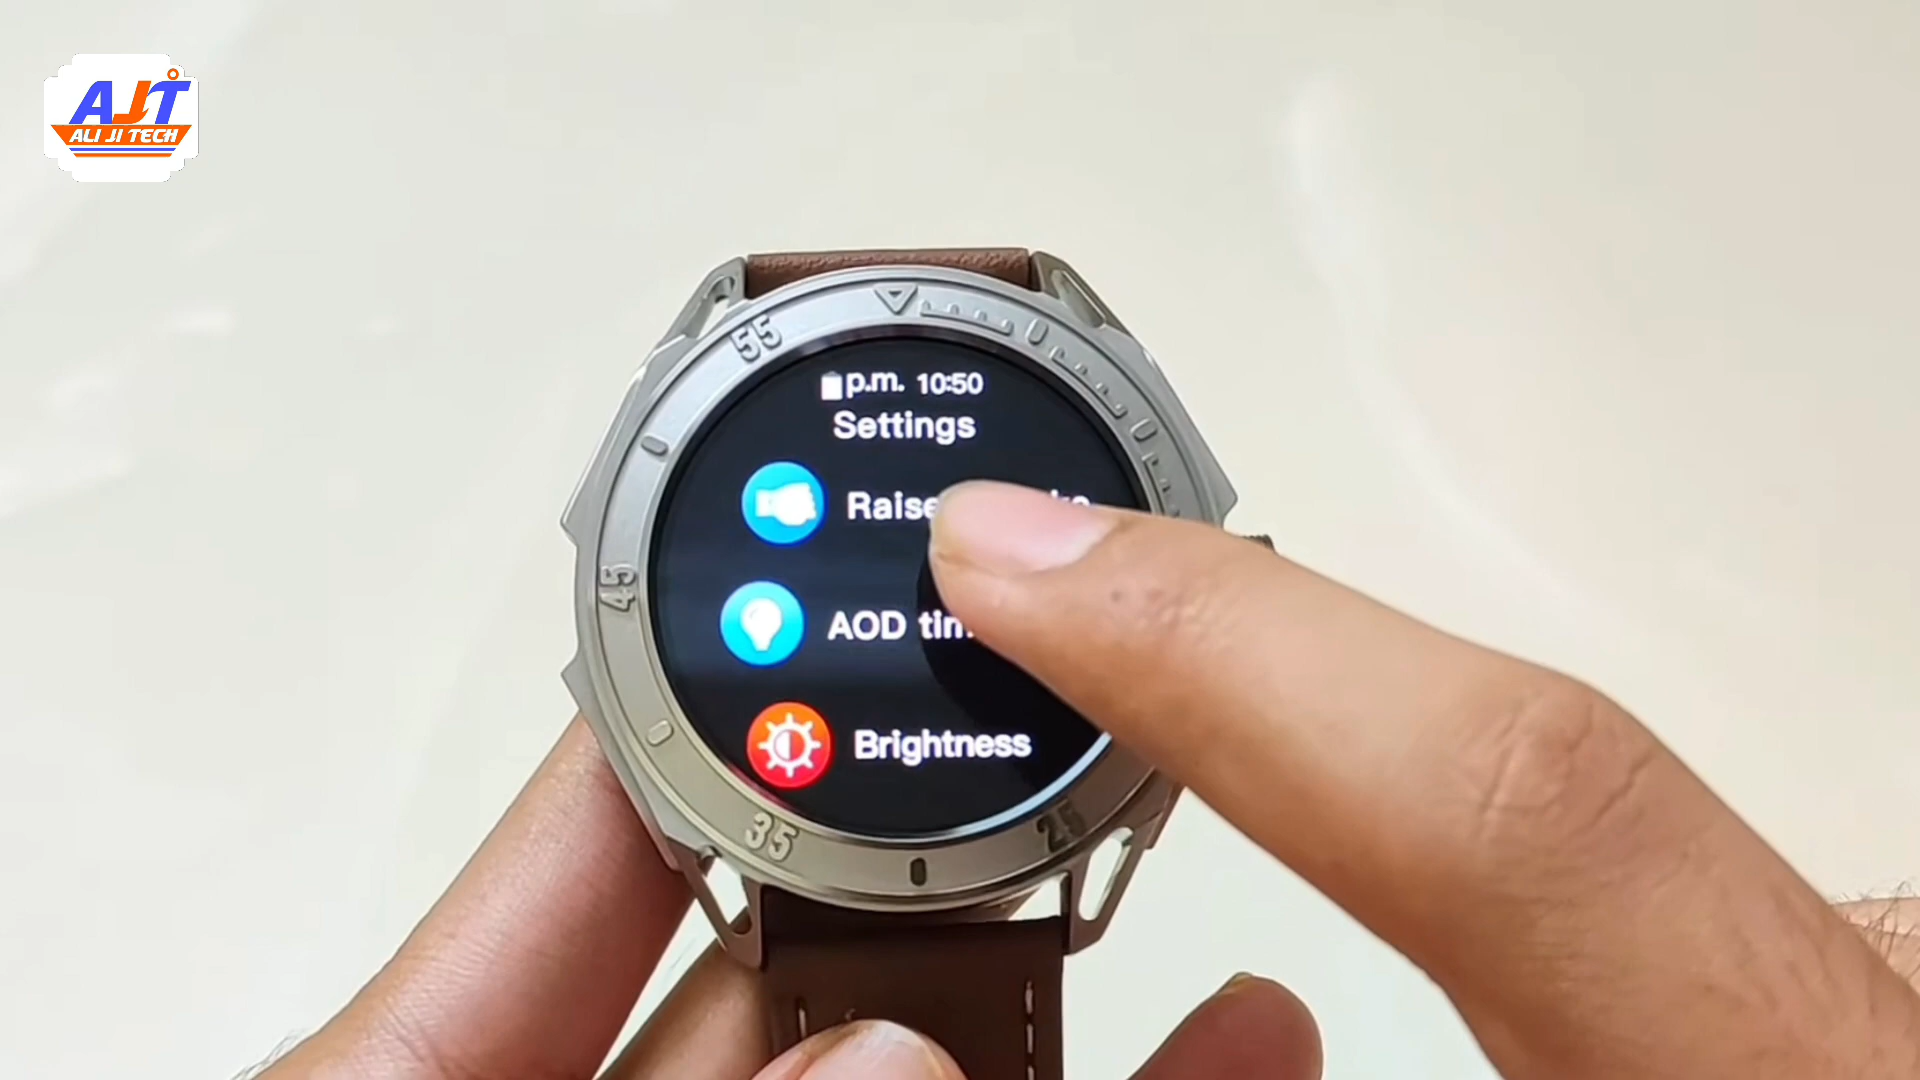 AJT
ALI JI TECH
p.m. 10:50
Settings
Raise
AOD
Brightness
55
45
35
25